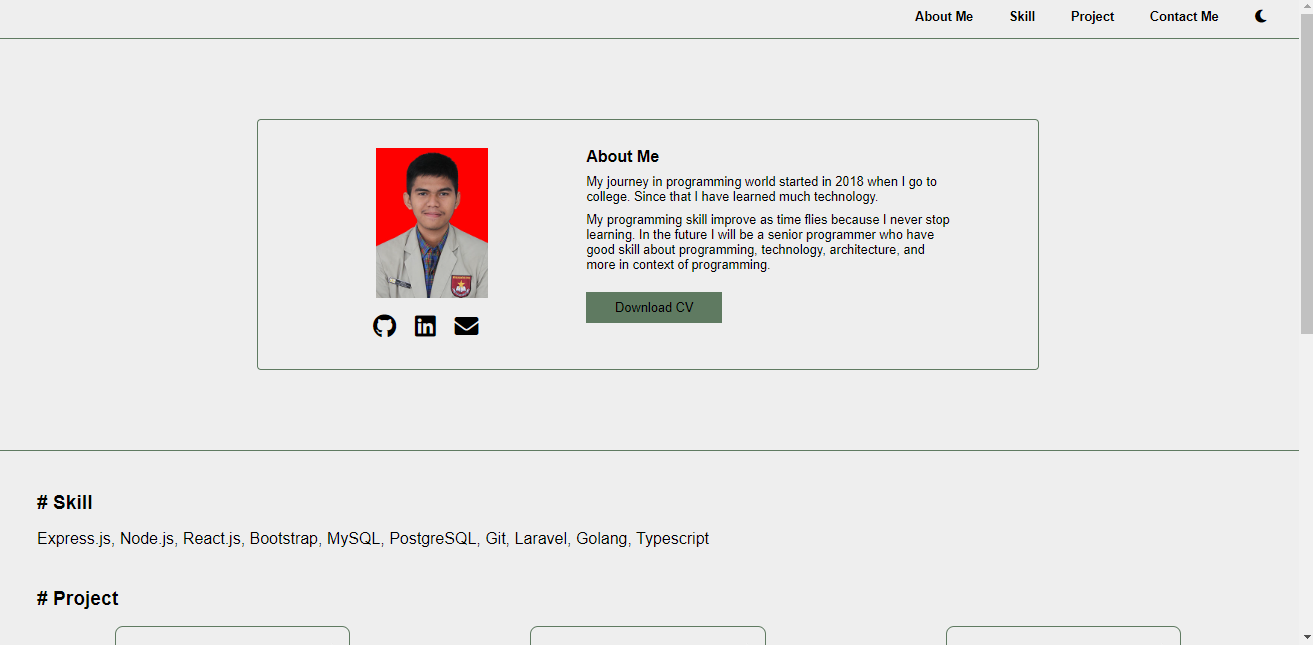 About Me Skill Project Contact Me
About Me
My journey in programming world started in 2018 when I go to
college. Since that I have learned much technology.
My programming skill improve as time flies because I never stop
learning. In the future I will be a senior programmer who have
good skill about programming, technology, architecture, and
more in context of programming.
Download CV
# Skill
Express.js, Node.js, React.js, Bootstrap, MySQL, PostgreSQL, Git, Laravel, Golang, Typescript
# Project